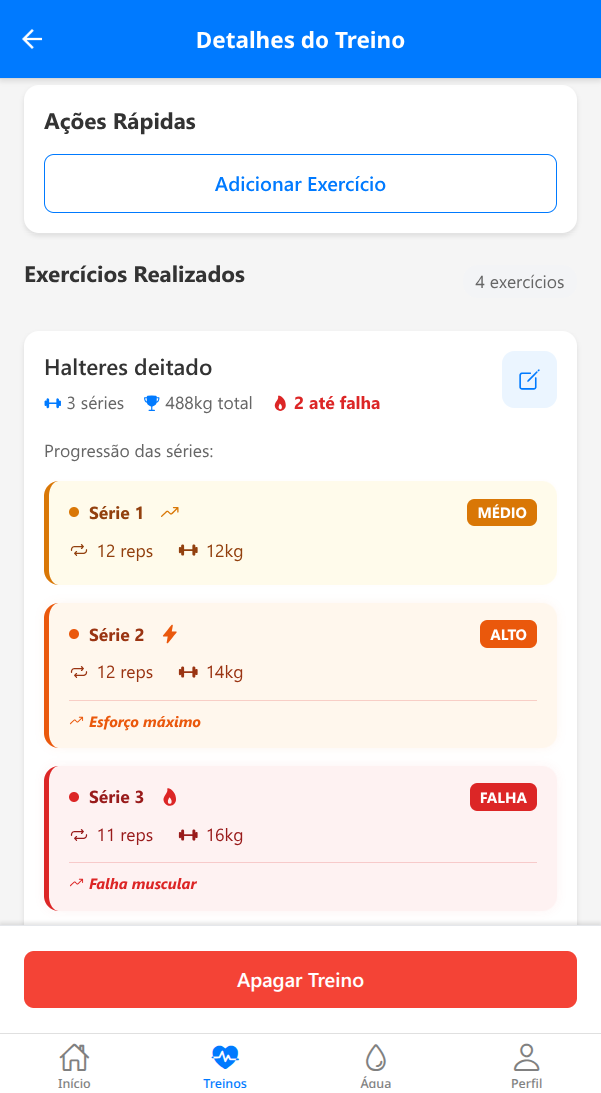 Detalhes do Treino
Ações Rápidas
Adicionar Exercício
Exercícios Realizados
4 exercícios
Halteres deitado
3 séries 488kg total 2 até falha
Progressão das séries:
Série 1 MÉDIO
12 reps 12kg
Série 2 ALTO
12 reps 14kg
Esforço máximo
Série 3 FALHA
11 reps 16kg
Falha muscular
Apagar Treino
Início Treinos Água Perfil